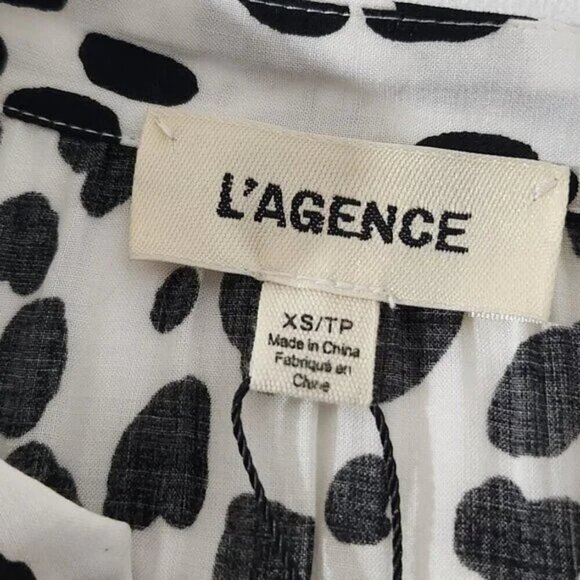 L'AGENCE
XS/TP
Made in China
Fabriqué en
Chine